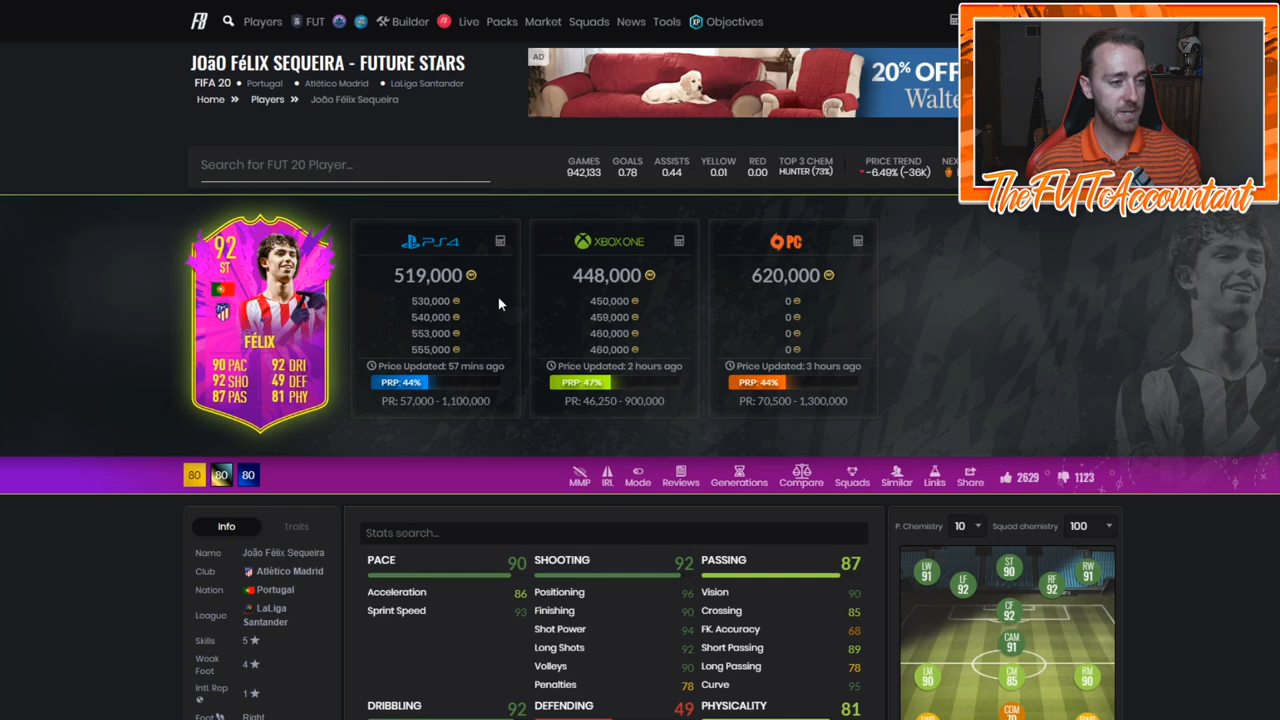 FB Players FUT Builder Live Packs Market Squads News Tools XP Objectives
JOÃO FéLIX SEQUEIRA - FUTURE STARS
FIFA 20 • Portugal • Atlético Madrid • LaLiga Santander
Home » Players » João Félix Sequeira
AD
20% OFF
Walte
TheFUTAccountant
Search for FUT 20 Player...
GAMES GOALS ASSISTS YELLOW RED TOP 3 CHEM PRICE TREND
942,133 0.78 0.44 0.01 0.00 HUNTER (73%) -6.49% (-36K)
92
ST
FÉLIX
90 PAC 92 DRI
92 SHO 49 DEF
87 PAS 81 PHY
PS4
519,000
530,000
540,000
553,000
555,000
Price Updated: 57 mins ago
PRP: 44%
PR: 57,000 - 1,100,000
XBOX ONE
448,000
450,000
459,000
460,000
460,000
Price Updated: 2 hours ago
PRP: 47%
PR: 46,250 - 900,000
PC
620,000
0
0
0
0
Price Updated: 3 hours ago
PRP: 44%
PR: 70,500 - 1,300,000
80 80 80
MMP IRL Mode Reviews Generations Compare Squads Similar Links Share 2629 1123
Info Traits
Name João Félix Sequeira
Club Atlético Madrid
Nation Portugal
League LaLiga Santander
Skills 5
Weak Foot 4
Intl. Rep 1
Foot Right
Stats search...
PACE 90
Acceleration 86
Sprint Speed 93
SHOOTING 92
Positioning 96
Finishing 90
Shot Power 94
Long Shots 92
Volleys 90
Penalties 78
PASSING 87
Vision 90
Crossing 85
FK. Accuracy 68
Short Passing 89
Long Passing 78
Curve 95
DRIBBLING 92
DEFENDING 49
PHYSICALITY 81
P. Chemistry 10 Squad chemistry 100
LW 91
LF 92
ST 90
RF 92
RW 91
CF 92
CAM 91
LM 90
CM 85
RM 90
CDM